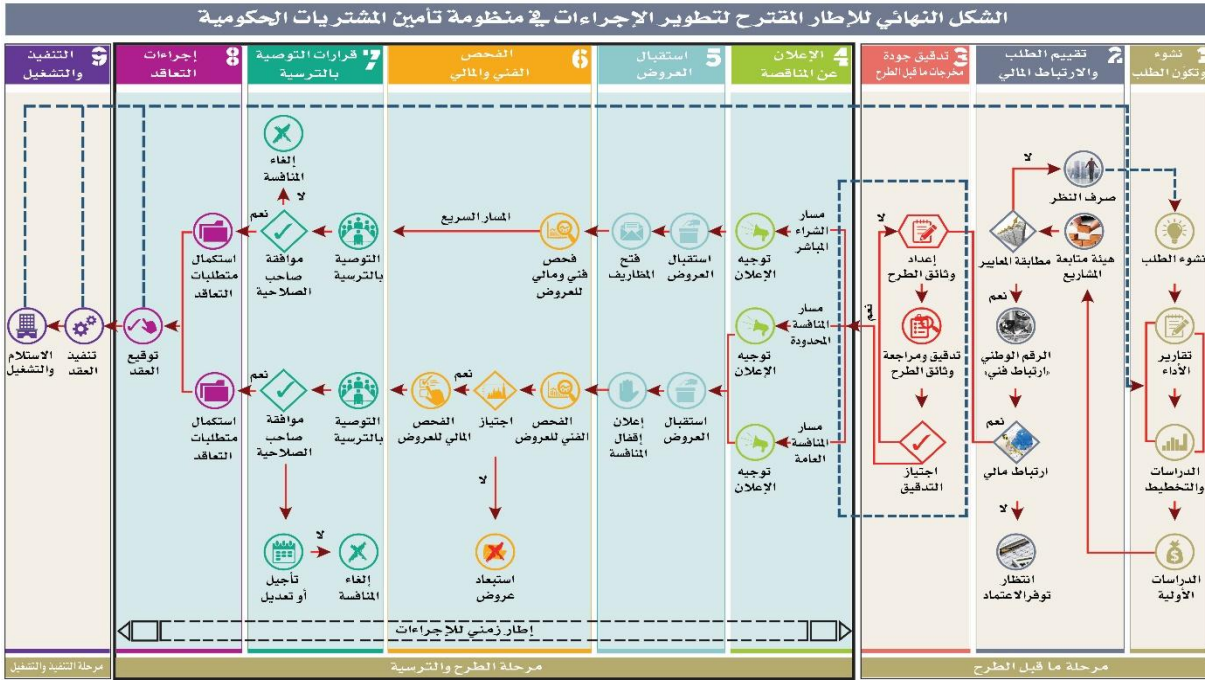 الشكل النهائي للإطار المقترح لتطوير الإجراءات في منظومة تأمين المشتريات الحكومية
1 نشوء
وتكوّن الطلب
2 تقييم الطلب
والارتباط المالي
3 تدقيق جودة
مخرجات ما قبل الطرح
4 الإعلان
عن المناقصة
5 استقبال
العروض
6 الفحص
الفني والمالي
7 قرارات التوصية
بالترسية
8 إجراءات
التعاقد
9 التنفيذ
والتشغيل
نشوء الطلب
تقارير
الأداء
الدراسات
والتخطيط
الدراسات
الأولية
لا
صرف النظر
هيئة متابعة
المشاريع
مطابقة المعايير
نعم
الرقم الوطني
«ارتباط فني»
نعم
ارتباط مالي
لا
انتظار
توفر الاعتماد
لا
إعداد
وثائق الطرح
تدقيق ومراجعة
وثائق الطرح
اجتياز
التدقيق
نعم
مسار
الشراء
المباشر
توجيه
الإعلان
مسار
المنافسة
المحدودة
توجيه
الإعلان
مسار
المنافسة
العامة
توجيه
الإعلان
استقبال
العروض
فتح
المظاريف
استقبال
العروض
إعلان
إقفال
المنافسة
المسار السريع
فحص
فني ومالي
للعروض
الفحص
الفني للعروض
اجتياز
نعم
الفحص
المالي للعروض
لا
استبعاد
عروض
إلغاء
المنافسة
لا
التوصية
بالترسية
موافقة
صاحب
الصلاحية
نعم
التوصية
بالترسية
موافقة
صاحب
الصلاحية
نعم
تأجيل
أو تعديل
لا
إلغاء
المنافسة
استكمال
متطلبات
التعاقد
استكمال
متطلبات
التعاقد
توقيع
العقد
تنفيذ
العقد
الاستلام
والتشغيل
إطار زمني للإجراءات
مرحلة ما قبل الطرح
مرحلة الطرح والترسية
مرحلة التنفيذ والتشغيل